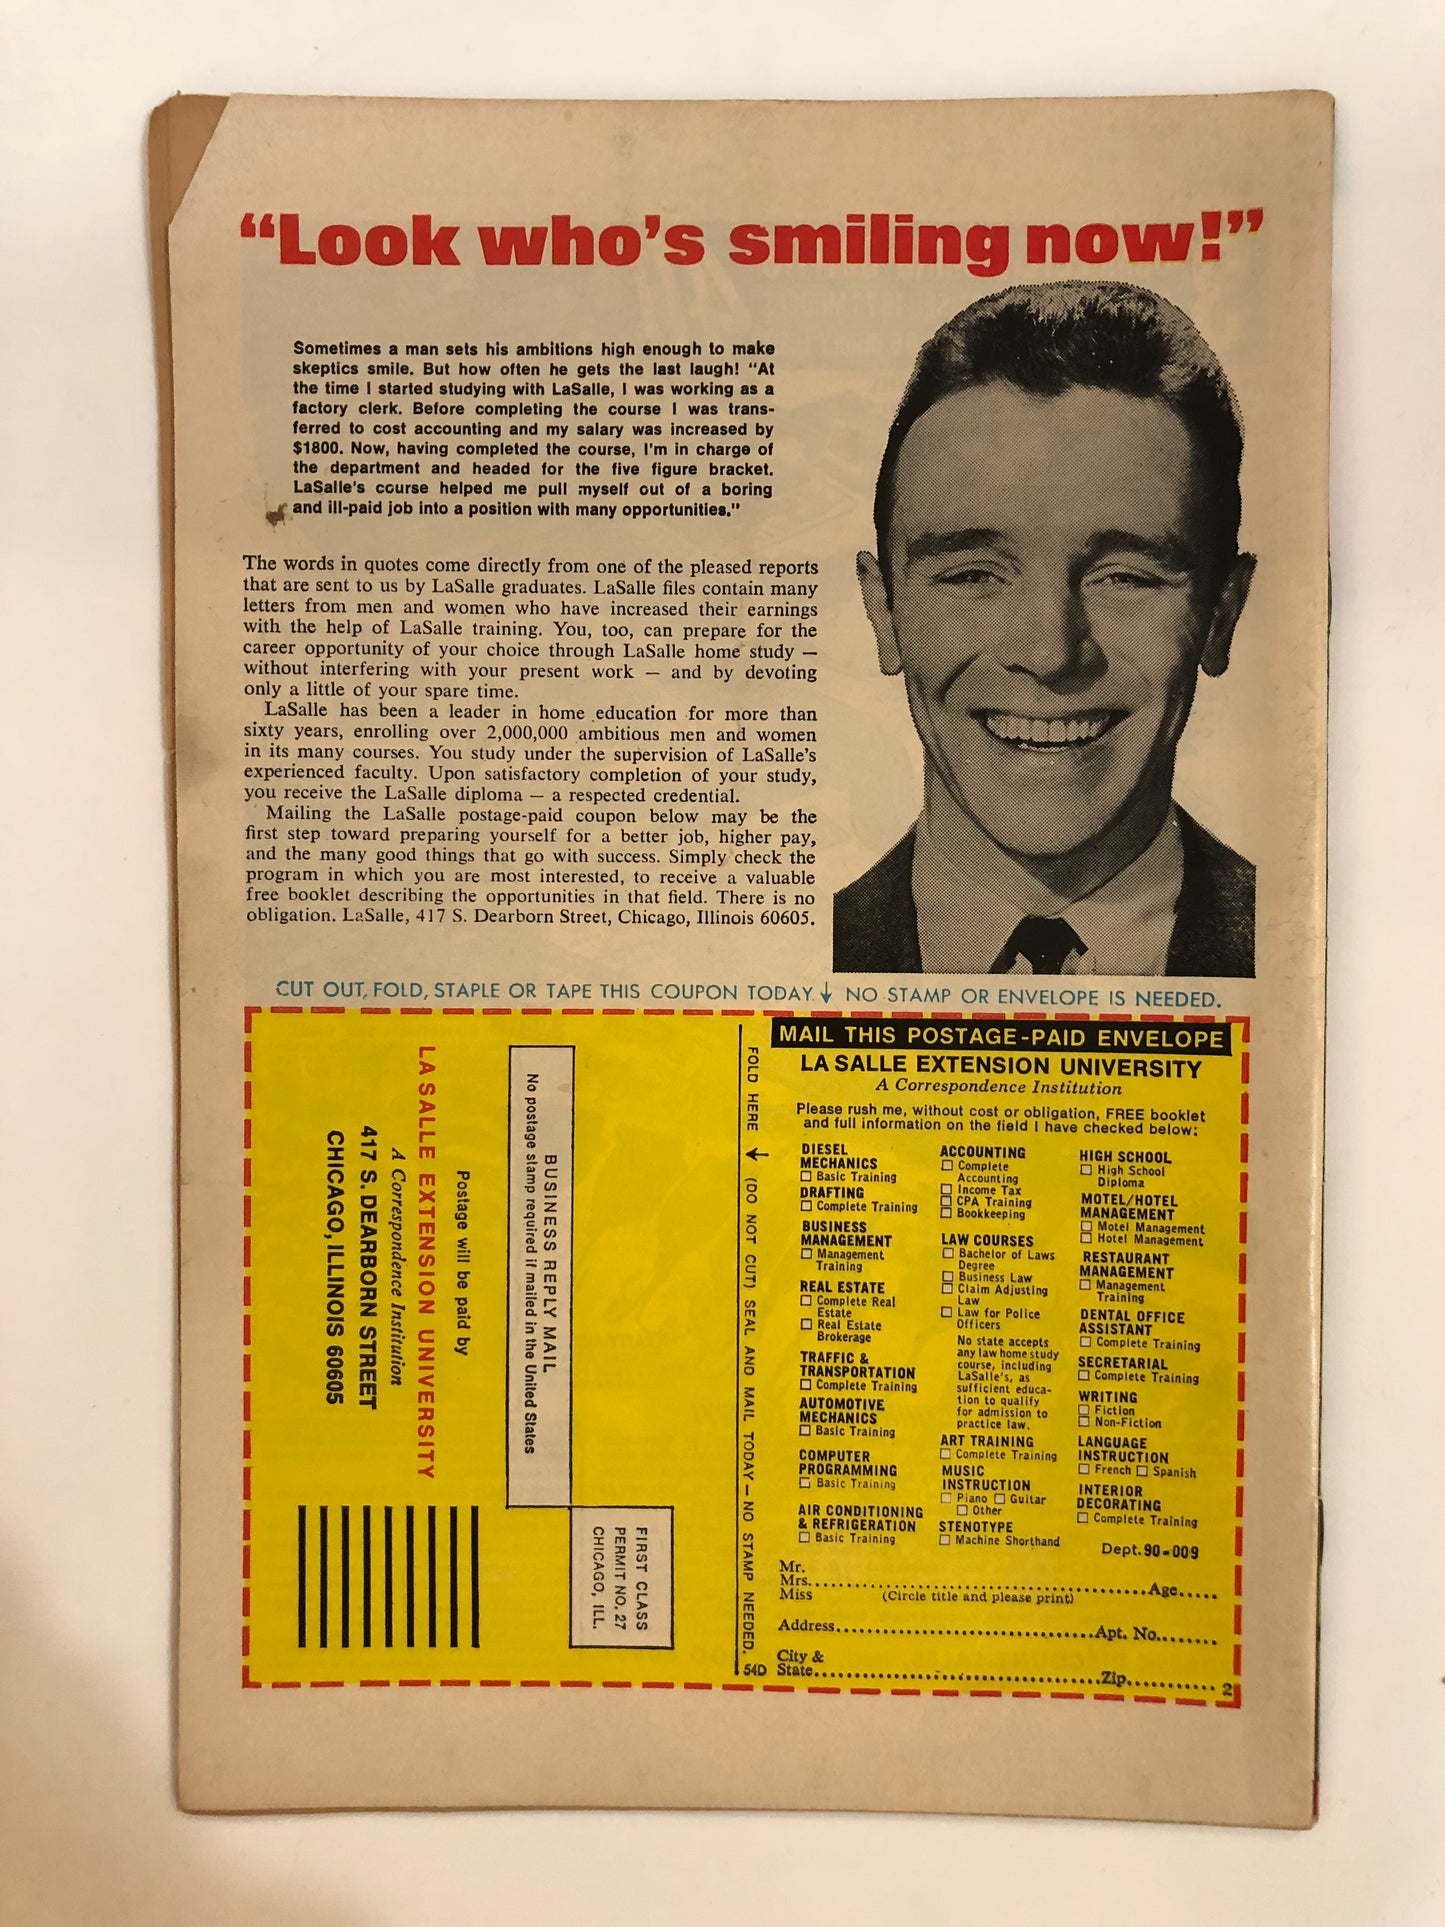 “Look who’s smiling now!”
Sometimes a man sets his ambitions high enough to make
skeptics smile. But how often he gets the last laugh! “At
the time I started studying with LaSalle, I was working as a
factory clerk. Before completing the course I was trans-
ferred to cost accounting and my salary was increased by
$1800. Now, having completed the course, I’m in charge of
the department and headed for the five figure bracket.
LaSalle’s course helped me pull myself out of a boring
and ill-paid job into a position with many opportunities.”
The words in quotes come directly from one of the pleased reports
that are sent to us by LaSalle graduates. LaSalle files contain many
letters from men and women who have increased their earnings
with the help of LaSalle training. You, too, can prepare for the
career opportunity of your choice through LaSalle home study —
without interfering with your present work — and by devoting
only a little of your spare time.
LaSalle has been a leader in home education for more than
sixty years, enrolling over 2,000,000 ambitious men and women
in its many courses. You study under the supervision of LaSalle’s
experienced faculty. Upon satisfactory completion of your study,
you receive the LaSalle diploma — a respected credential.
Mailing the LaSalle postage-paid coupon below may be the
first step toward preparing yourself for a better job, higher pay,
and the many good things that go with success. Simply check the
program in which you are most interested, to receive a valuable
free booklet describing the opportunities in that field. There is no
obligation. LaSalle, 417 S. Dearborn Street, Chicago, Illinois 60605.
CUT OUT, FOLD, STAPLE OR TAPE THIS COUPON TODAY. ↓ NO STAMP OR ENVELOPE IS NEEDED.
FIRST CLASS
PERMIT NO. 27
CHICAGO, ILL.
BUSINESS REPLY MAIL
No postage stamp required if mailed in the United States
Postage will be paid by
LA SALLE EXTENSION UNIVERSITY
A Correspondence Institution
417 S. DEARBORN STREET
CHICAGO, ILLINOIS 60605
FOLD HERE → (DO NOT CUT) SEAL AND MAIL TODAY — NO STAMP NEEDED.
54D
MAIL THIS POSTAGE-PAID ENVELOPE
LA SALLE EXTENSION UNIVERSITY
A Correspondence Institution
Please rush me, without cost or obligation, FREE booklet
and full information on the field I have checked below:
DIESEL
MECHANICS
☐ Basic Training
DRAFTING
☐ Complete Training
BUSINESS
MANAGEMENT
☐ Management
Training
REAL ESTATE
☐ Complete Real
Estate
☐ Real Estate
Brokerage
TRAFFIC &
TRANSPORTATION
☐ Complete Training
AUTOMOTIVE
MECHANICS
☐ Basic Training
COMPUTER
PROGRAMMING
☐ Basic Training
AIR CONDITIONING
& REFRIGERATION
☐ Basic Training
ACCOUNTING
☐ Complete
Accounting
☐ Income Tax
☐ CPA Training
☐ Bookkeeping
LAW COURSES
☐ Bachelor of Laws
Degree
☐ Business Law
☐ Claim Adjusting
Law
☐ Law for Police
Officers
No state accepts
any law home study
course, including
LaSalle’s, as
sufficient educa-
tion to qualify
for admission to
practice law.
ART TRAINING
☐ Complete Training
MUSIC
INSTRUCTION
☐ Piano ☐ Guitar
☐ Other
STENOTYPE
☐ Machine Shorthand
HIGH SCHOOL
☐ High School
Diploma
MOTEL/HOTEL
MANAGEMENT
☐ Motel Management
☐ Hotel Management
RESTAURANT
MANAGEMENT
☐ Management
Training
DENTAL OFFICE
ASSISTANT
☐ Complete Training
SECRETARIAL
☐ Complete Training
WRITING
☐ Fiction
☐ Non-Fiction
LANGUAGE
INSTRUCTION
☐ French ☐ Spanish
INTERIOR
DECORATING
☐ Complete Training
Dept. 90-009
Mr.
Mrs. Age
Miss (Circle title and please print)
Address Apt. No.
City &
State Zip
2